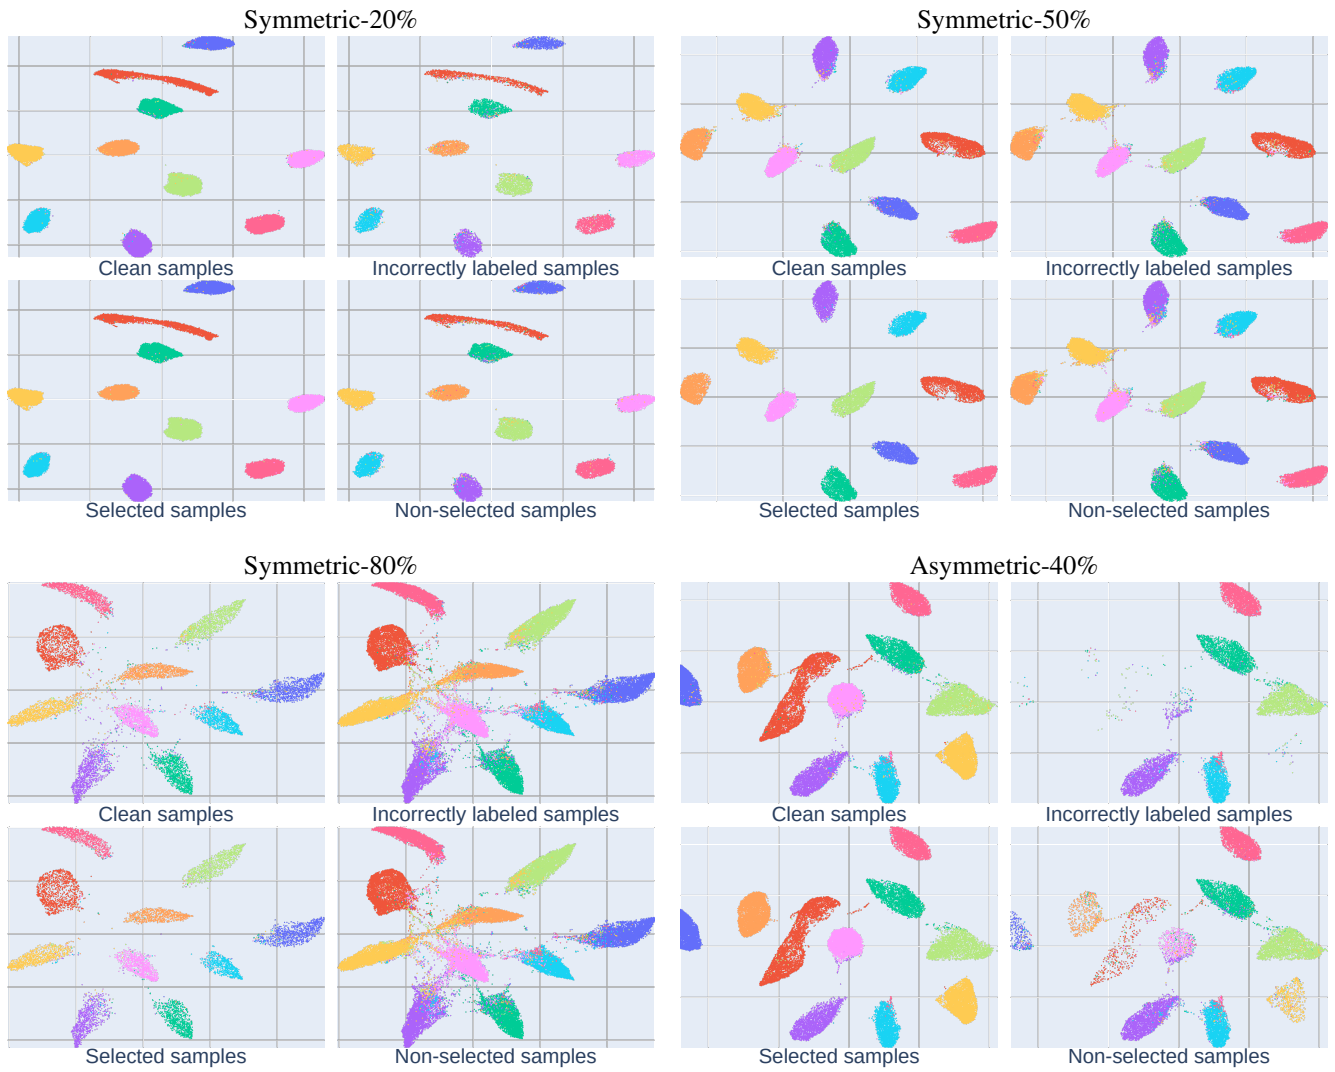 Symmetric-20%
Symmetric-50%
Clean samples
Incorrectly labeled samples
Clean samples
Incorrectly labeled samples
Selected samples
Non-selected samples
Selected samples
Non-selected samples
Symmetric-80%
Asymmetric-40%
Clean samples
Incorrectly labeled samples
Clean samples
Incorrectly labeled samples
Selected samples
Non-selected samples
Selected samples
Non-selected samples